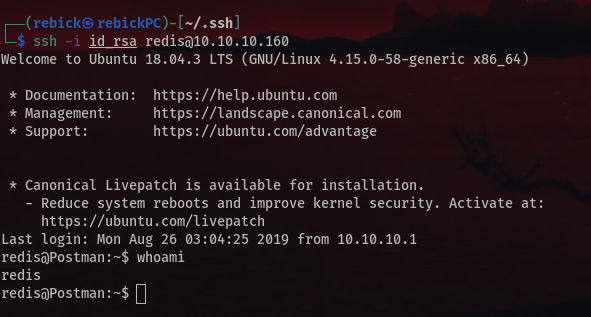 ┌──(rebick㉿rebickPC)-[~/.ssh]
└─$ ssh -i id_rsa redis@10.10.10.160
Welcome to Ubuntu 18.04.3 LTS (GNU/Linux 4.15.0-58-generic x86_64)
* Documentation:  https://help.ubuntu.com
* Management:     https://landscape.canonical.com
* Support:        https://ubuntu.com/advantage
* Canonical Livepatch is available for installation.
- Reduce system reboots and improve kernel security. Activate at:
https://ubuntu.com/livepatch
Last login: Mon Aug 26 03:04:25 2019 from 10.10.10.1
redis@Postman:~$ whoami
redis
redis@Postman:~$